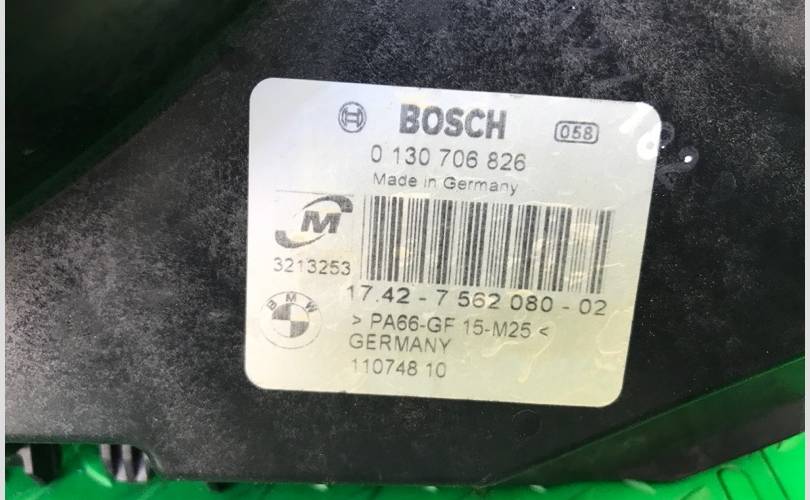 BOSCH 058
0 130 706 826
Made in Germany
M
3213253
17.42 - 7 562 080 - 02
BMW
> PA66-GF 15-M25 <
GERMANY
110748 10